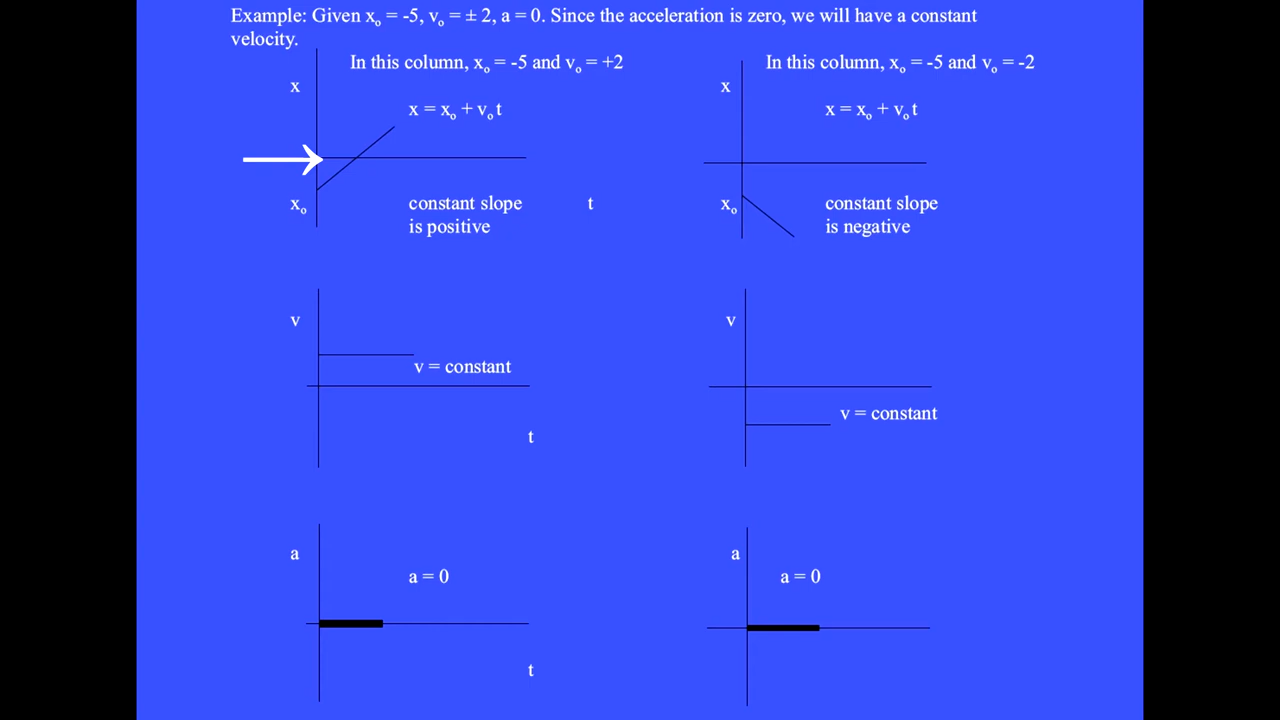 Example: Given xₒ = -5, vₒ = ± 2, a = 0. Since the acceleration is zero, we will have a constant
velocity.
In this column, xₒ = -5 and vₒ = +2
In this column, xₒ = -5 and vₒ = -2
x
x = xₒ + vₒ t
x
x = xₒ + vₒ t
xₒ
constant slope
is positive
t
xₒ
constant slope
is negative
v
v = constant
t
v
v = constant
a
a = 0
t
a
a = 0